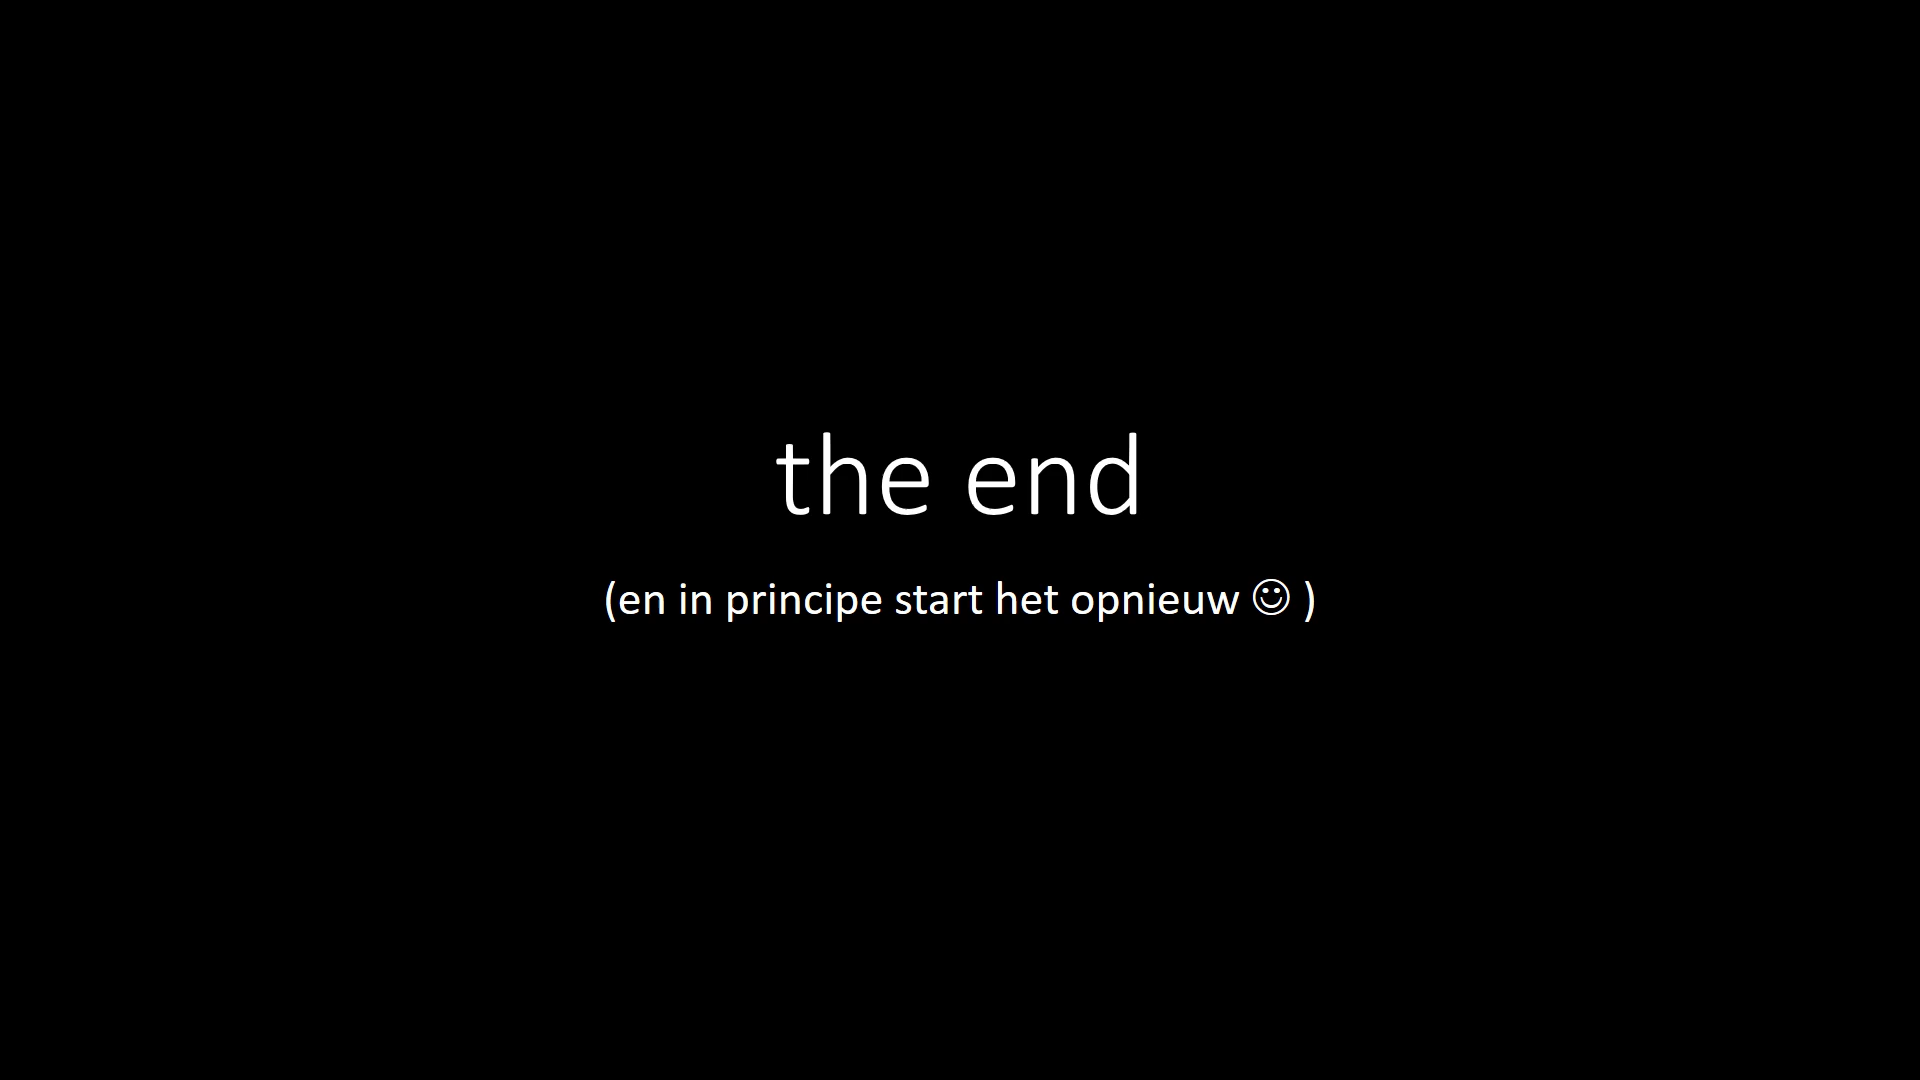 the end
(en in principe start het opnieuw ☺ )